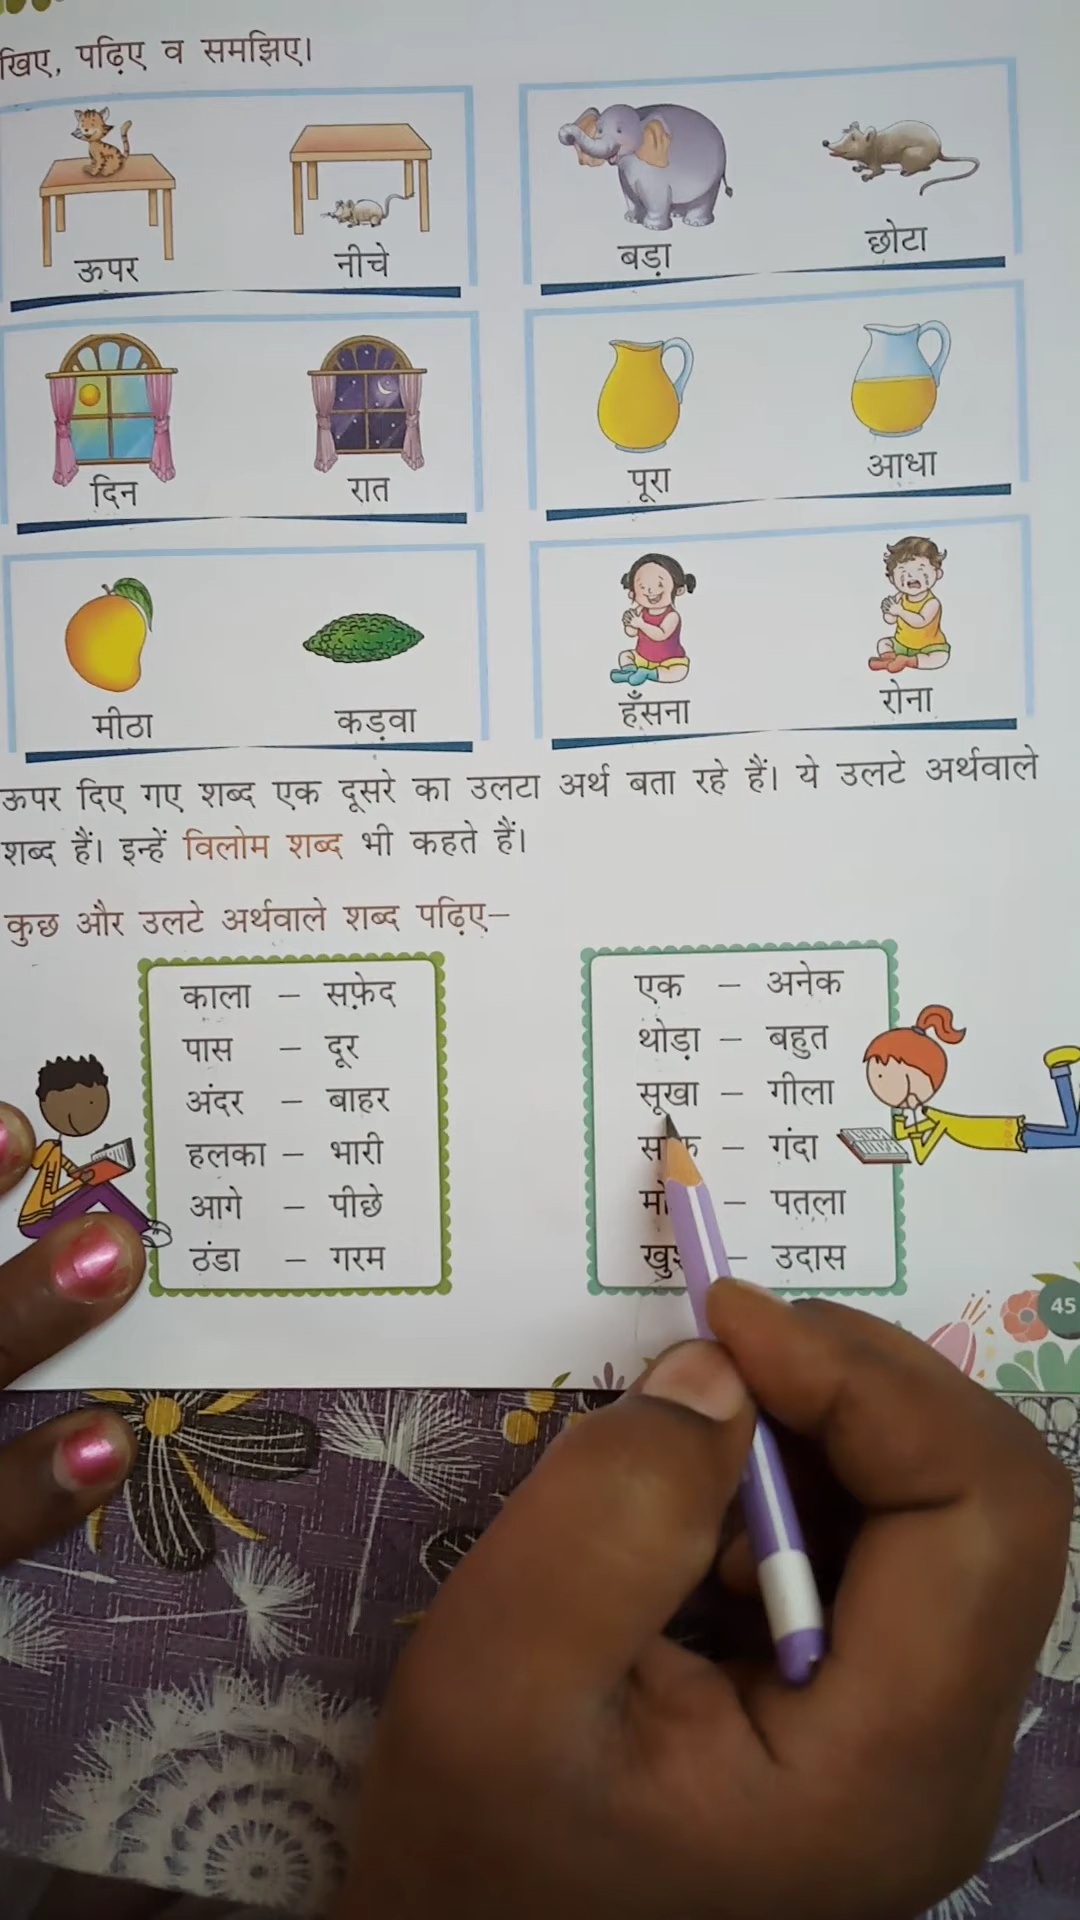 खिए, पढ़िए व समझिए।
ऊपर नीचे
बड़ा छोटा
दिन रात
पूरा आधा
मीठा कड़वा
हँसना रोना
ऊपर दिए गए शब्द एक दूसरे का उलटा अर्थ बता रहे हैं। ये उलटे अर्थवाले
शब्द हैं। इन्हें विलोम शब्द भी कहते हैं।
कुछ और उलटे अर्थवाले शब्द पढ़िए–
काला – सफ़ेद
पास – दूर
अंदर – बाहर
हलका – भारी
आगे – पीछे
ठंडा – गरम
एक – अनेक
थोड़ा – बहुत
सूखा – गीला
– गंदा
– पतला
– उदास
45